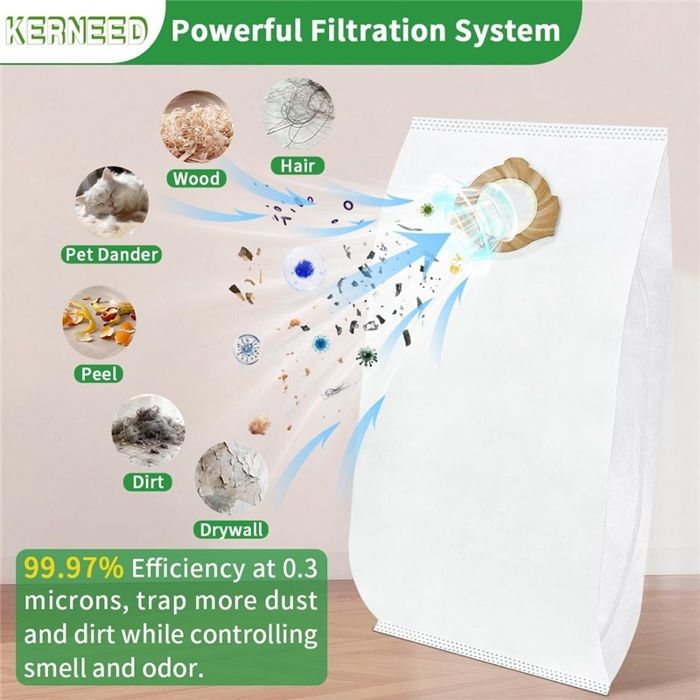 KERNEED
Powerful Filtration System
Wood
Hair
Pet Dander
Peel
Dirt
Drywall
99.97% Efficiency at 0.3
microns, trap more dust
and dirt while controlling
smell and odor.